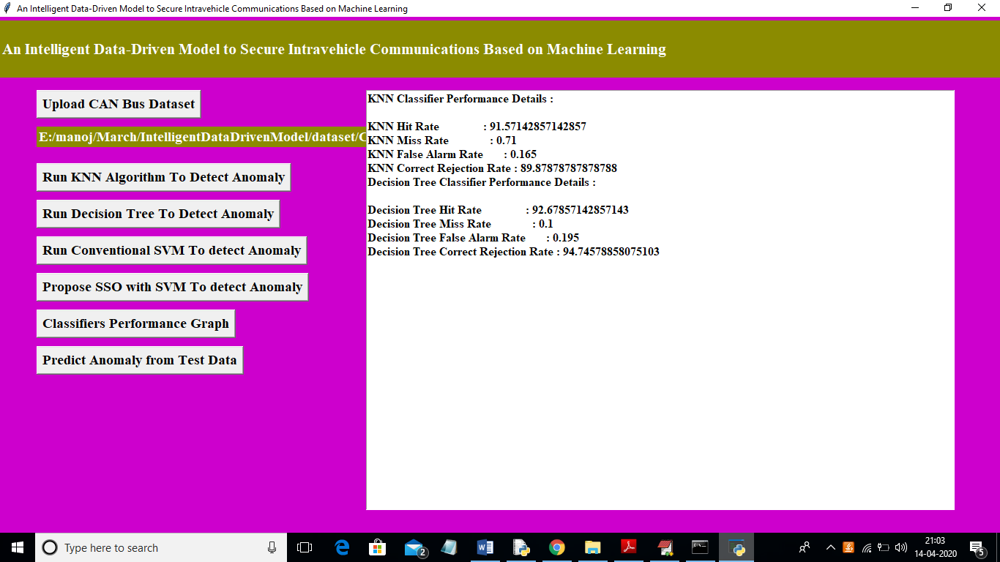 An Intelligent Data-Driven Model to Secure Intravehicle Communications Based on Machine Learning
An Intelligent Data-Driven Model to Secure Intravehicle Communications Based on Machine Learning
Upload CAN Bus Dataset
E:/manoj/March/IntelligentDataDrivenModel/dataset/C
Run KNN Algorithm To Detect Anomaly
Run Decision Tree To Detect Anomaly
Run Conventional SVM To detect Anomaly
Propose SSO with SVM To detect Anomaly
Classifiers Performance Graph
Predict Anomaly from Test Data
KNN Classifier Performance Details :
KNN Hit Rate : 91.57142857142857
KNN Miss Rate : 0.71
KNN False Alarm Rate : 0.165
KNN Correct Rejection Rate : 89.87878787878788
Decision Tree Classifier Performance Details :
Decision Tree Hit Rate : 92.67857142857143
Decision Tree Miss Rate : 0.1
Decision Tree False Alarm Rate : 0.195
Decision Tree Correct Rejection Rate : 94.74578858075103
Type here to search
2
21:03
14-04-2020
5